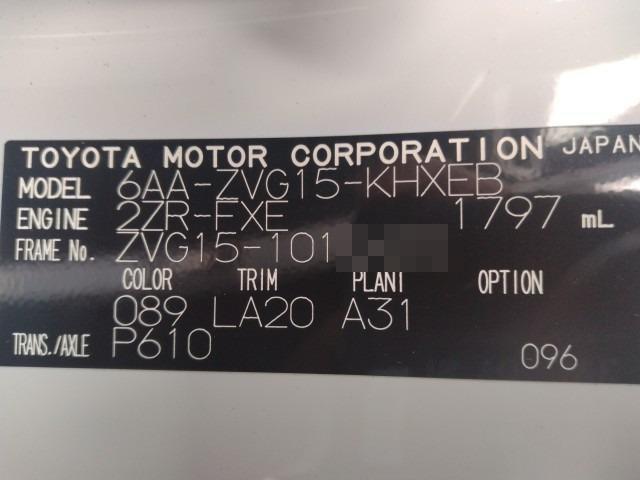 TOYOTA MOTOR CORPORATION JAPAN
MODEL 6AA-ZVG15-KHXEB
ENGINE 2ZR-FXE 1797 mL
FRAME No. ZVG15-101
COLOR TRIM PLANT OPTION
089 LA20 A31
TRANS./AXLE P610 096